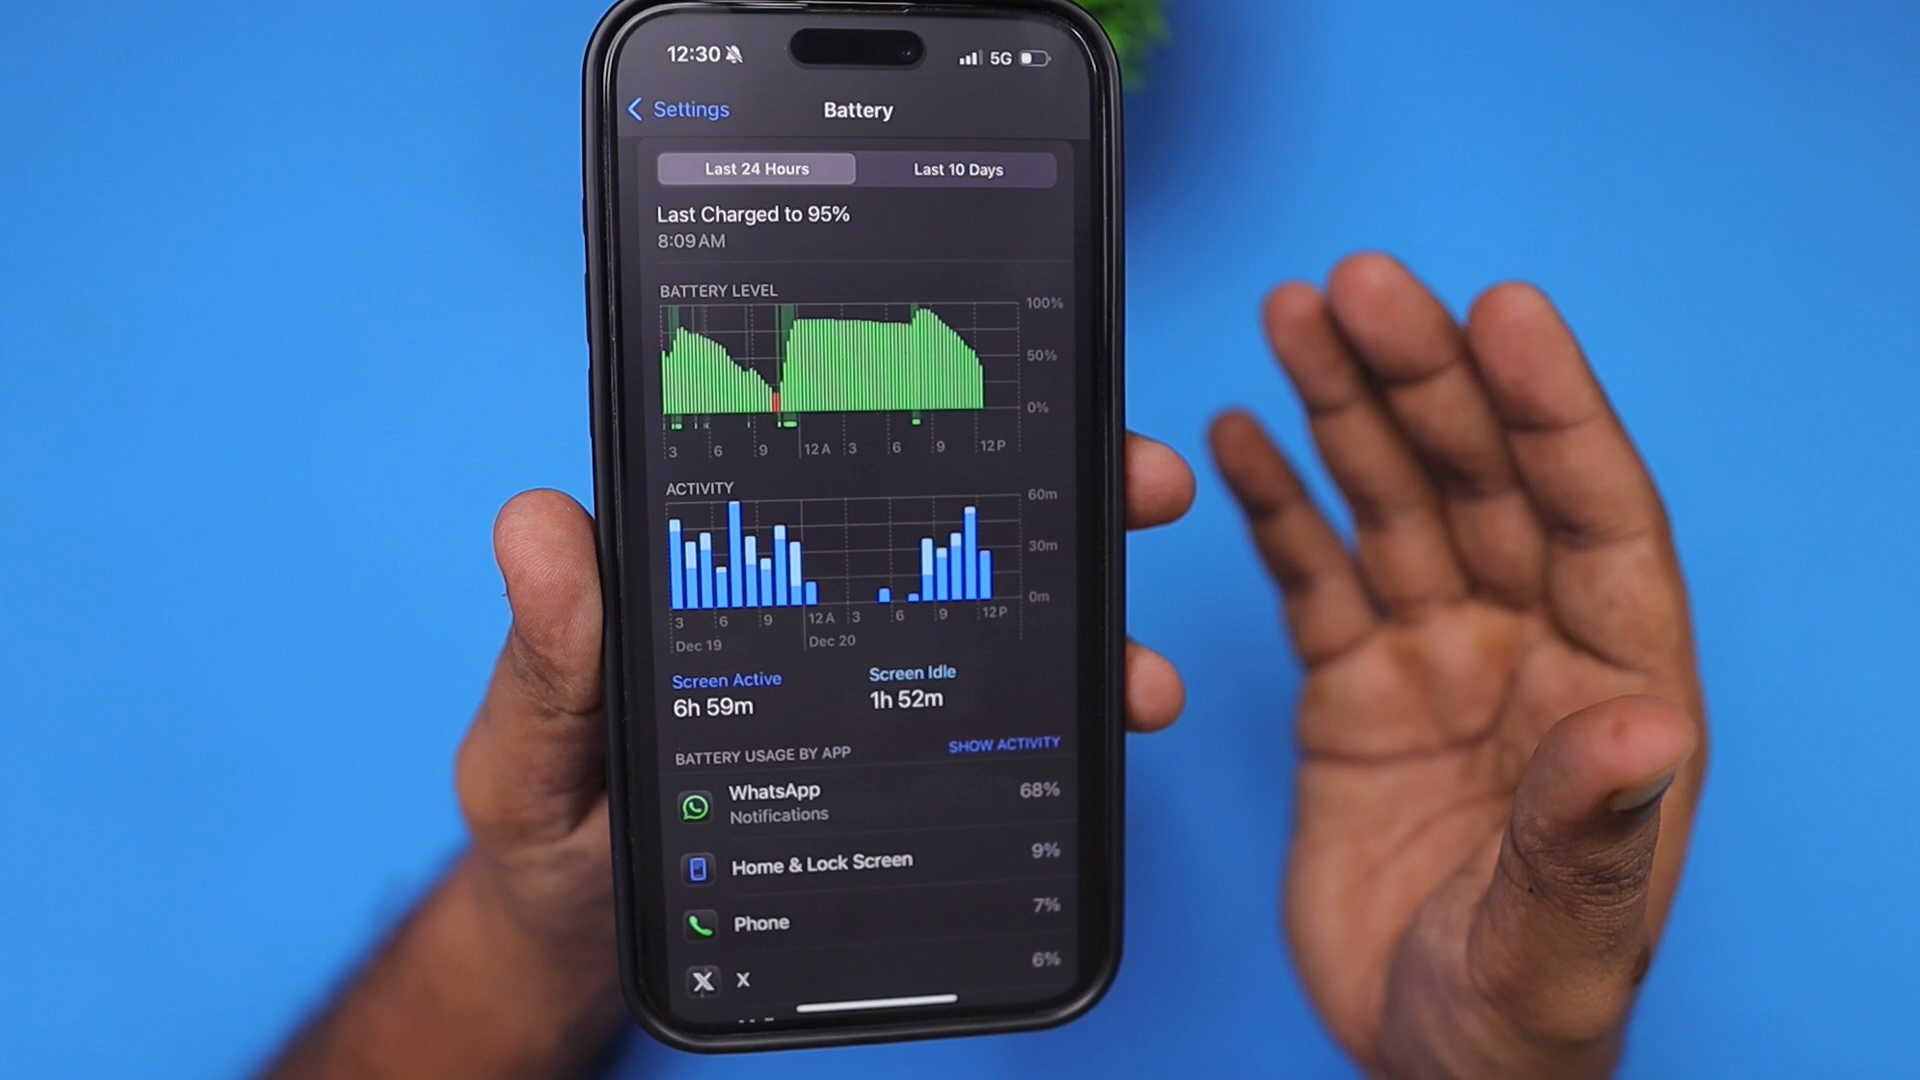 12:30
5G
Settings
Battery
Last 24 Hours
Last 10 Days
Last Charged to 95%
8:09 AM
BATTERY LEVEL
100%
50%
0%
3 6 9 12 A 3 6 9 12 P
ACTIVITY
60m
30m
0m
3 6 9 12 A 3 6 9 12 P
Dec 19 Dec 20
Screen Active
6h 59m
Screen Idle
1h 52m
BATTERY USAGE BY APP
SHOW ACTIVITY
WhatsApp
68%
Notifications
Home & Lock Screen
9%
Phone
7%
X
6%